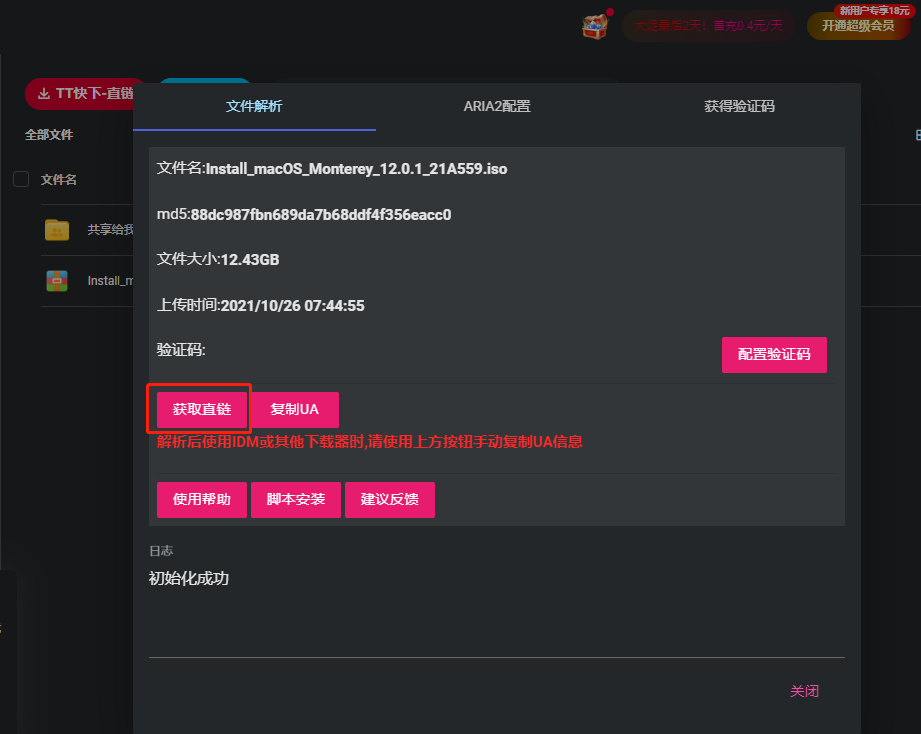 新用户专享18元
大促最后2天! 首充0.4元/天
开通超级会员
TT快下-直链
文件解析
ARIA2配置
获得验证码
全部文件
文件名
共享给我
Install_m
文件名:Install_macOS_Monterey_12.0.1_21A559.iso
md5:88dc987fbn689da7b68ddf4f356eacc0
文件大小:12.43GB
上传时间:2021/10/26 07:44:55
验证码:
配置验证码
获取直链
复制UA
解析后使用IDM或其他下载器时,请使用上方按钮手动复制UA信息
使用帮助
脚本安装
建议反馈
日志
初始化成功
关闭